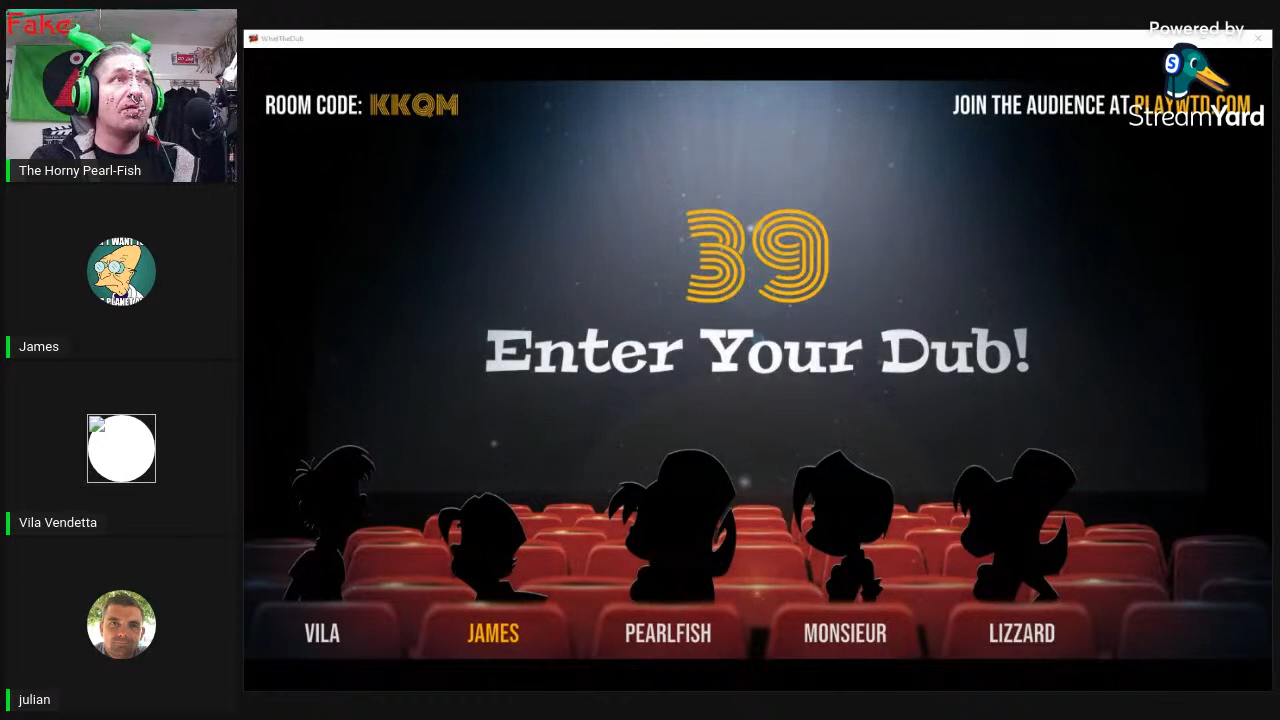 Fake
The Horny Pearl-Fish
James
Vila Vendetta
julian
WhatTheDub
ROOM CODE: KKQM
JOIN THE AUDIENCE AT PLAYWTD.COM
Powered by
S
StreamYard
39
Enter Your Dub!
VILA
JAMES
PEARLFISH
MONSIEUR
LIZZARD